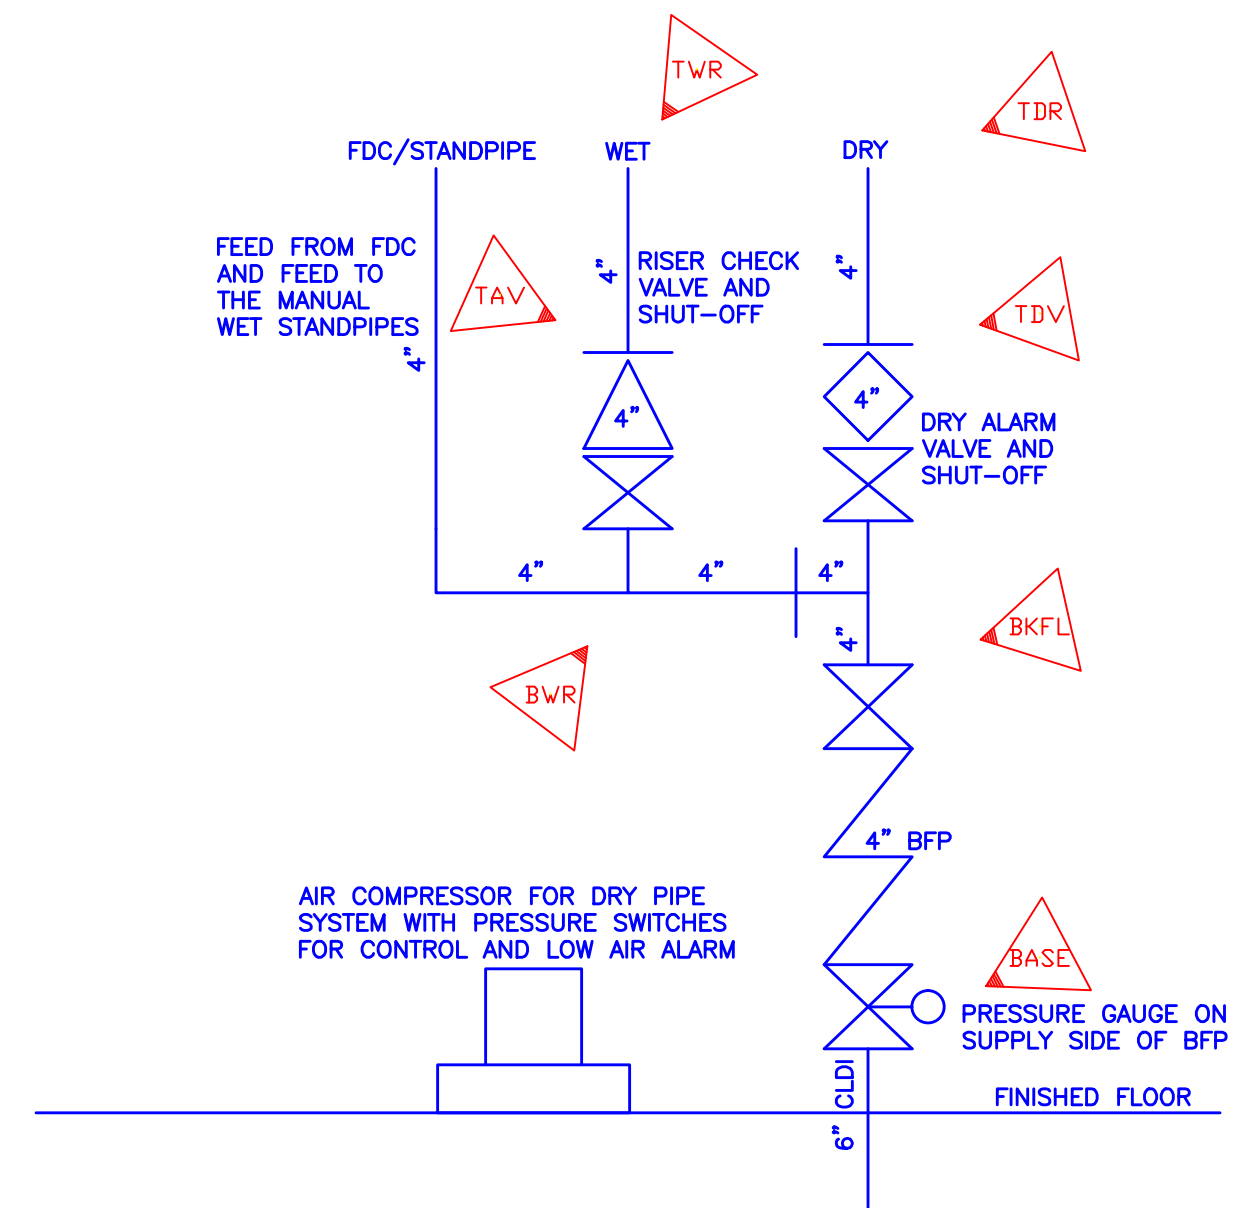 TWR
TDR
FDC/STANDPIPE
WET
DRY
FEED FROM FDC
AND FEED TO
THE MANUAL
WET STANDPIPES
4"
TAV
4"
RISER CHECK
VALVE AND
SHUT-OFF
4"
TDV
4"
4"
DRY ALARM
VALVE AND
SHUT-OFF
4"
4"
4"
4"
BKFL
BWR
4" BFP
AIR COMPRESSOR FOR DRY PIPE
SYSTEM WITH PRESSURE SWITCHES
FOR CONTROL AND LOW AIR ALARM
BASE
PRESSURE GAUGE ON
SUPPLY SIDE OF BFP
6" CLDI
FINISHED FLOOR